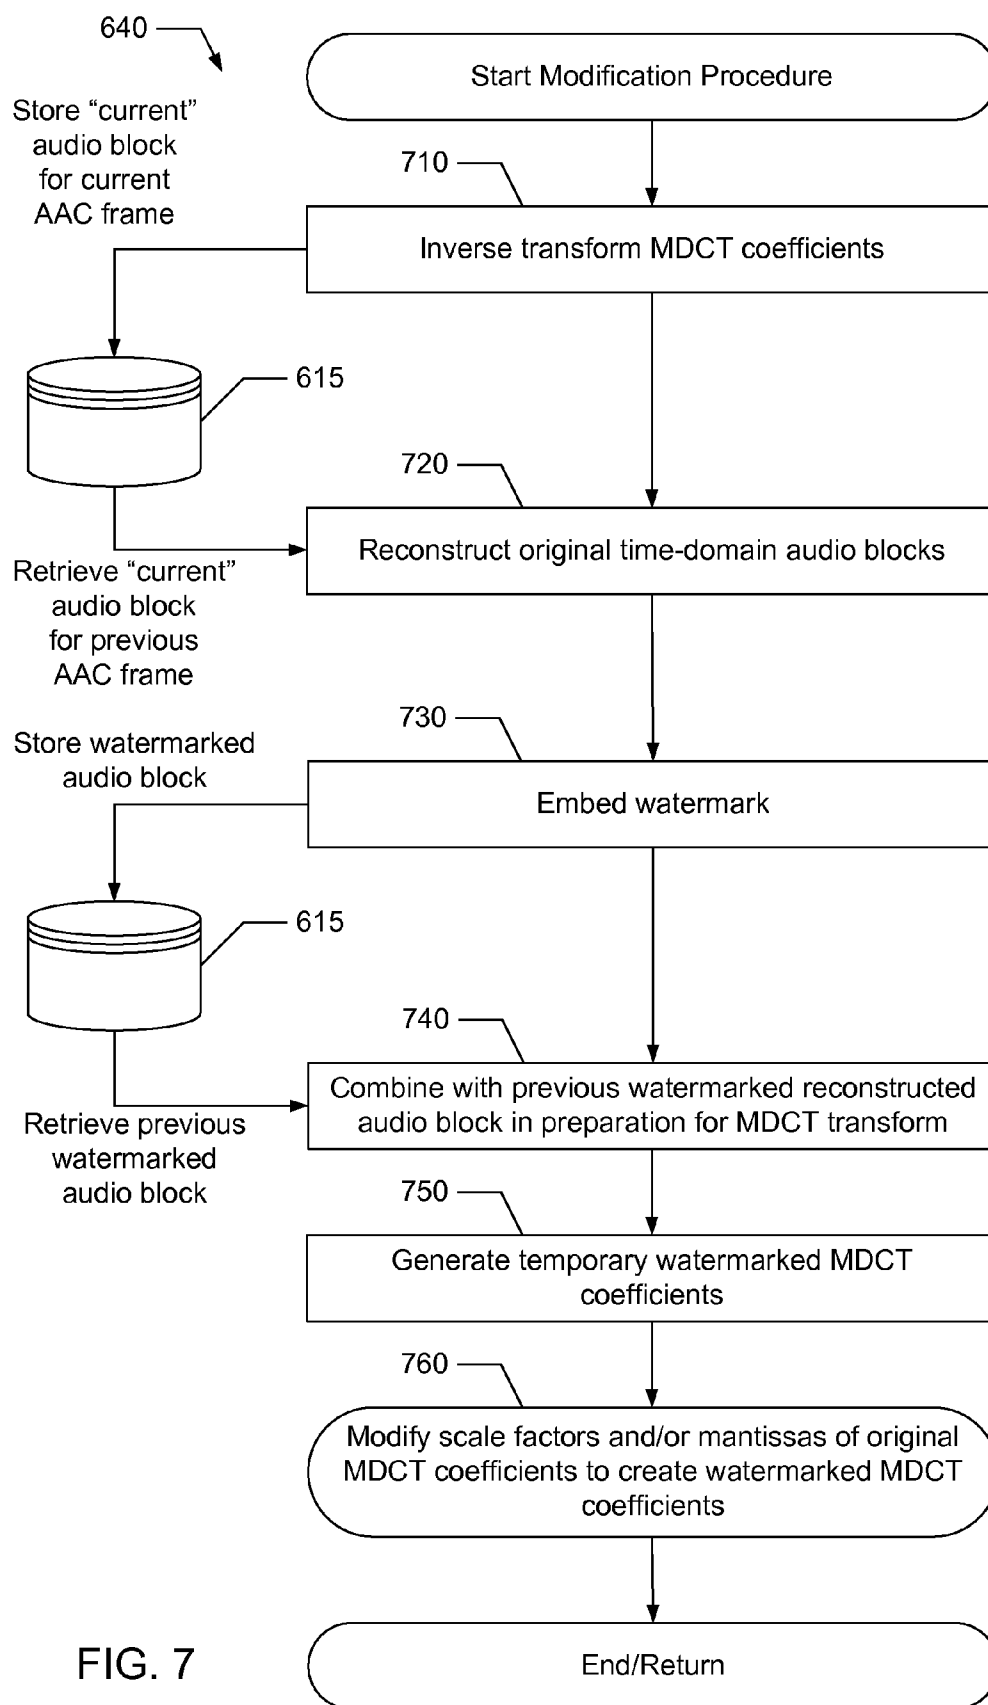 640
Start Modification Procedure
Store “current”
audio block
for current
AAC frame
710
Inverse transform MDCT coefficients
615
720
Reconstruct original time-domain audio blocks
Retrieve “current”
audio block
for previous
AAC frame
730
Store watermarked
audio block
Embed watermark
615
740
Combine with previous watermarked reconstructed
audio block in preparation for MDCT transform
Retrieve previous
watermarked
audio block
750
Generate temporary watermarked MDCT
coefficients
760
Modify scale factors and/or mantissas of original
MDCT coefficients to create watermarked MDCT
coefficients
FIG. 7
End/Return